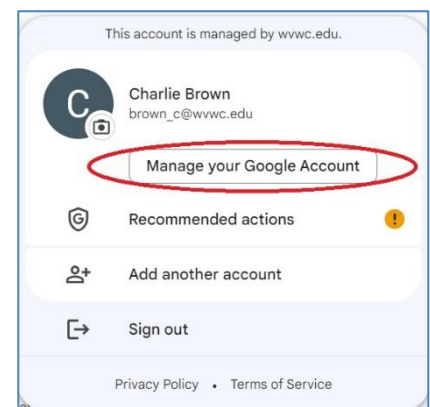 This account is managed by wvwc.edu.
C
Charlie Brown
brown_c@wvwc.edu
Manage your Google Account
G
Recommended actions
!
Add another account
Sign out
Privacy Policy • Terms of Service